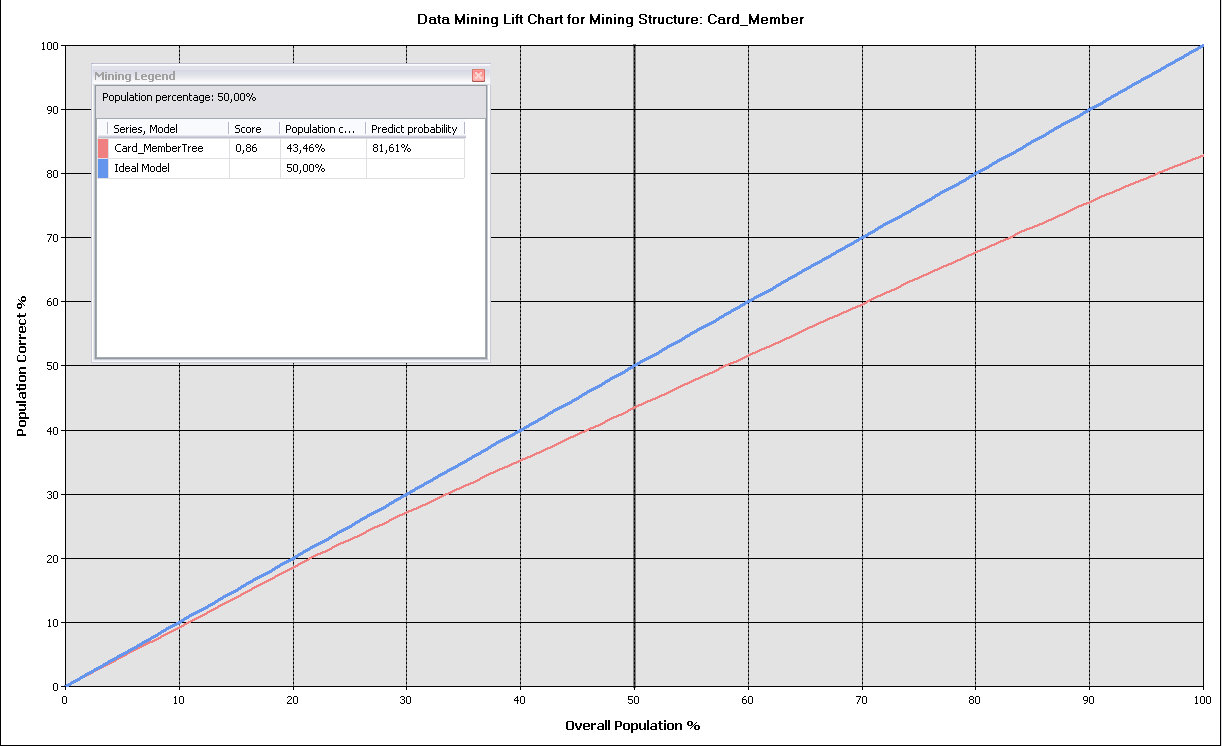 Data Mining Lift Chart for Mining Structure: Card_Member
Mining Legend
Population percentage: 50,00%
Series, Model Score Population c... Predict probability
Card_MemberTree 0,86 43,46% 81,61%
Ideal Model 50,00%
100
90
80
70
60
50
40
30
20
10
0
Population Correct %
0 10 20 30 40 50 60 70 80 90 100
Overall Population %